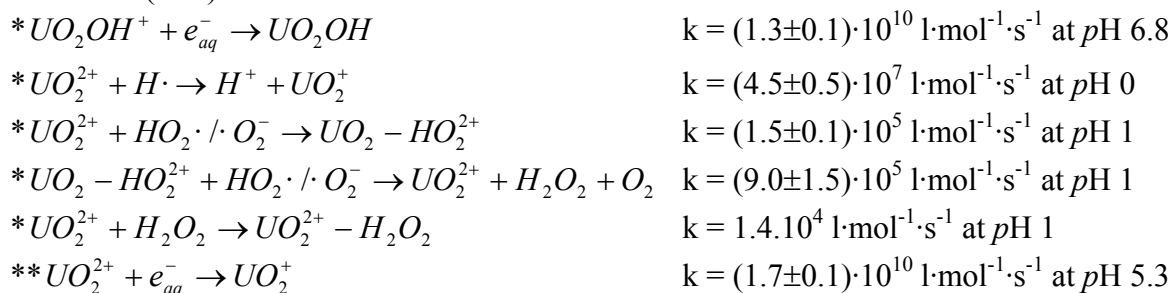 *UO₂OH⁺ + e⁻ₐq → UO₂OH k = (1.3±0.1)·10¹⁰ l·mol⁻¹·s⁻¹ at pH 6.8
*UO₂²⁺ + H· → H⁺ + UO₂⁺ k = (4.5±0.5)·10⁷ l·mol⁻¹·s⁻¹ at pH 0
*UO₂²⁺ + HO₂· /· O₂⁻ → UO₂ − HO₂²⁺ k = (1.5±0.1)·10⁵ l·mol⁻¹·s⁻¹ at pH 1
*UO₂ − HO₂²⁺ + HO₂· /· O₂⁻ → UO₂²⁺ + H₂O₂ + O₂ k = (9.0±1.5)·10⁵ l·mol⁻¹·s⁻¹ at pH 1
*UO₂²⁺ + H₂O₂ → UO₂²⁺ − H₂O₂ k = 1.4.10⁴ l·mol⁻¹·s⁻¹ at pH 1
**UO₂²⁺ + e⁻ₐq → UO₂⁺ k = (1.7±0.1)·10¹⁰ l·mol⁻¹·s⁻¹ at pH 5.3